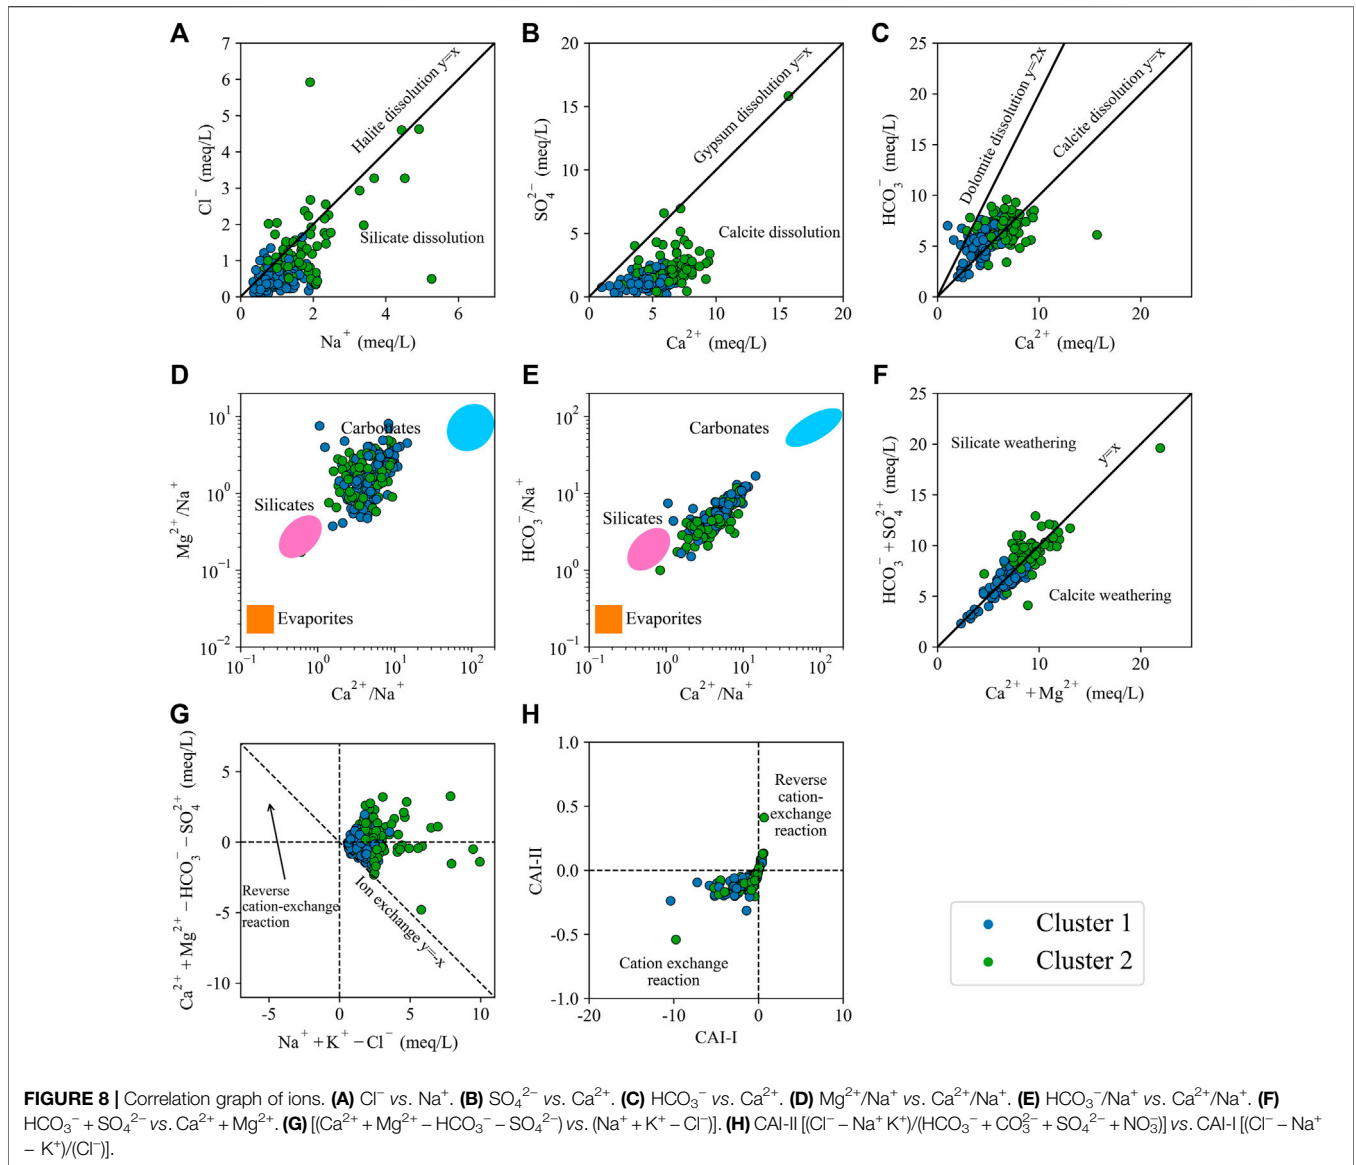 A
B
C
7
6
5
4
3
2
1
0
0
2
4
6
Cl⁻ (meq/L)
Na⁺ (meq/L)
Halite dissolution y=x
Silicate dissolution
20
15
10
5
0
0
5
10
15
20
SO₄²⁻ (meq/L)
Ca²⁺ (meq/L)
Gypsum dissolution y=x
Calcite dissolution
25
20
15
10
5
0
0
10
20
HCO₃⁻ (meq/L)
Ca²⁺ (meq/L)
Dolomite dissolution y=2x
Calcite dissolution y=x
D
E
F
10¹
10⁰
10⁻¹
10⁻²
10⁻¹
10⁰
10¹
10²
Mg²⁺/Na⁺
Ca²⁺/Na⁺
Carbonates
Silicates
Evaporites
10²
10¹
10⁰
10⁻¹
10⁻¹
10⁰
10¹
10²
HCO₃⁻/Na⁺
Ca²⁺/Na⁺
Carbonates
Silicates
Evaporites
25
20
15
10
5
0
0
10
20
HCO₃⁻ + SO₄²⁺ (meq/L)
Ca²⁺ + Mg²⁺ (meq/L)
Silicate weathering
y=x
Calcite weathering
G
H
5
0
-5
-10
-5
0
5
10
Ca²⁺ + Mg²⁺ − HCO₃⁻ − SO₄²⁺ (meq/L)
Na⁺ + K⁺ − Cl⁻ (meq/L)
Reverse
cation-exchange
reaction
Ion exchange y=-x
1.0
0.5
0.0
-0.5
-1.0
-20
-10
0
10
CAI-II
CAI-I
Reverse
cation-
exchange
reaction
Cation exchange
reaction
Cluster 1
Cluster 2
FIGURE 8 | Correlation graph of ions. (A) Cl⁻ vs. Na⁺. (B) SO₄²⁻ vs. Ca²⁺. (C) HCO₃⁻ vs. Ca²⁺. (D) Mg²⁺/Na⁺ vs. Ca²⁺/Na⁺. (E) HCO₃⁻/Na⁺ vs. Ca²⁺/Na⁺. (F)
HCO₃⁻ + SO₄²⁻ vs. Ca²⁺ + Mg²⁺. (G) [(Ca²⁺ + Mg²⁺ − HCO₃⁻ − SO₄²⁻) vs. (Na⁺ + K⁺ − Cl⁻)]. (H) CAI-II [(Cl⁻ − Na⁺ K⁺)/(HCO₃⁻ + CO₃²⁻ + SO₄²⁻ + NO₃⁻)] vs. CAI-I [(Cl⁻ − Na⁺
− K⁺)/(Cl⁻)].